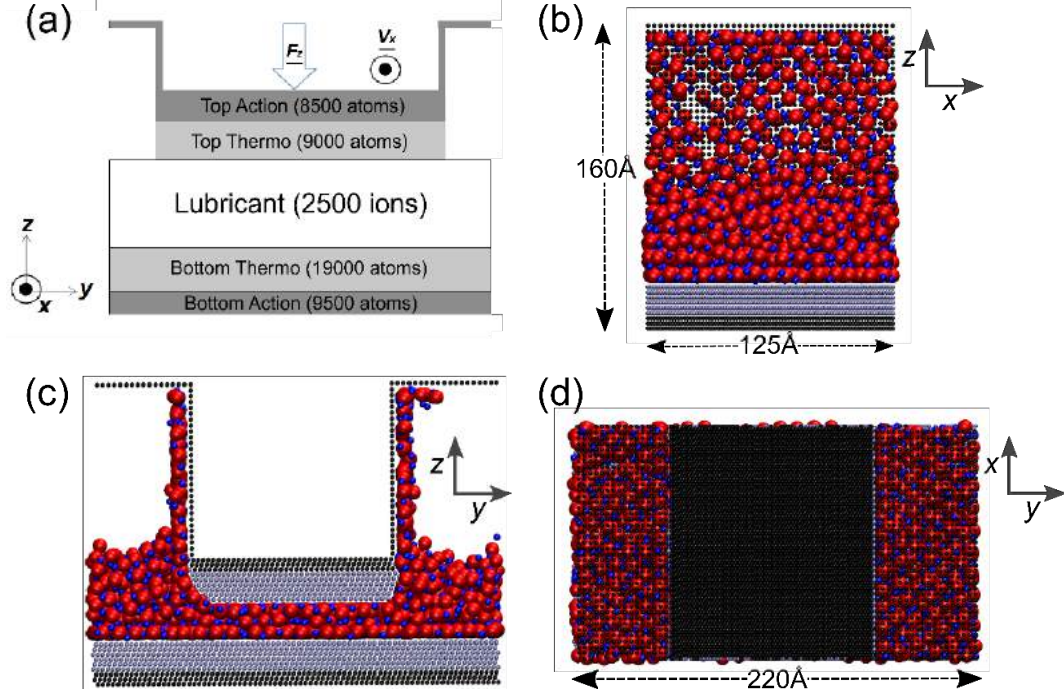 (a)
F_z
V_x
Top Action (8500 atoms)
Top Thermo (9000 atoms)
Lubricant (2500 ions)
Bottom Thermo (19000 atoms)
Bottom Action (9500 atoms)
z
y
x
(b)
160Å
125Å
z
x
(c)
z
y
(d)
x
y
220Å